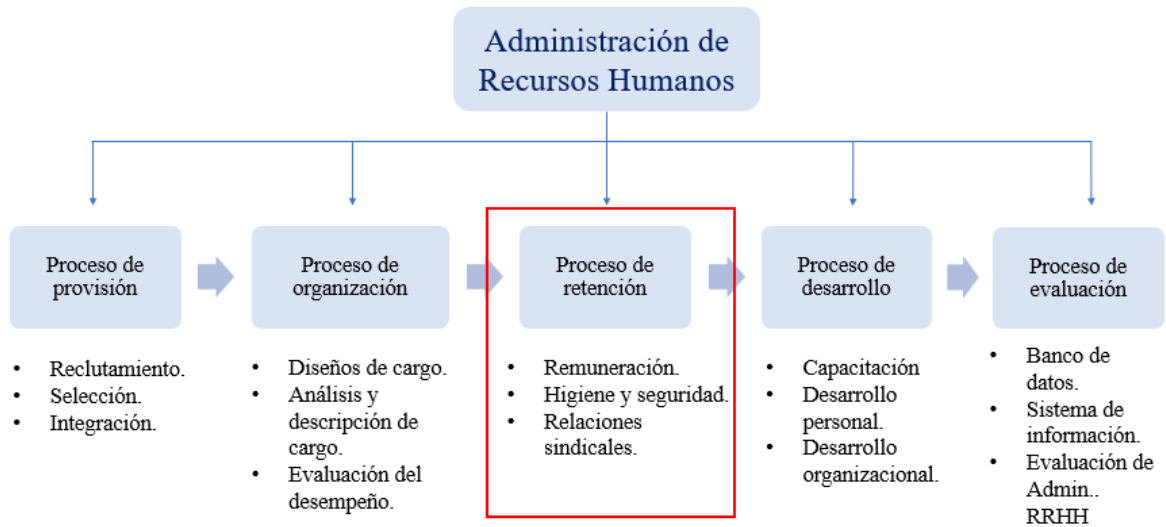 Administración de
Recursos Humanos
Proceso de
provisión
Proceso de
organización
Proceso de
retención
Proceso de
desarrollo
Proceso de
evaluación
• Reclutamiento.
• Selección.
• Integración.
• Diseños de cargo.
• Análisis y
descripción de
cargo.
• Evaluación del
desempeño.
• Remuneración.
• Higiene y seguridad.
• Relaciones
sindicales.
• Capacitación
• Desarrollo
personal.
• Desarrollo
organizacional.
• Banco de
datos.
• Sistema de
información.
• Evaluación de
Admin..
RRHH